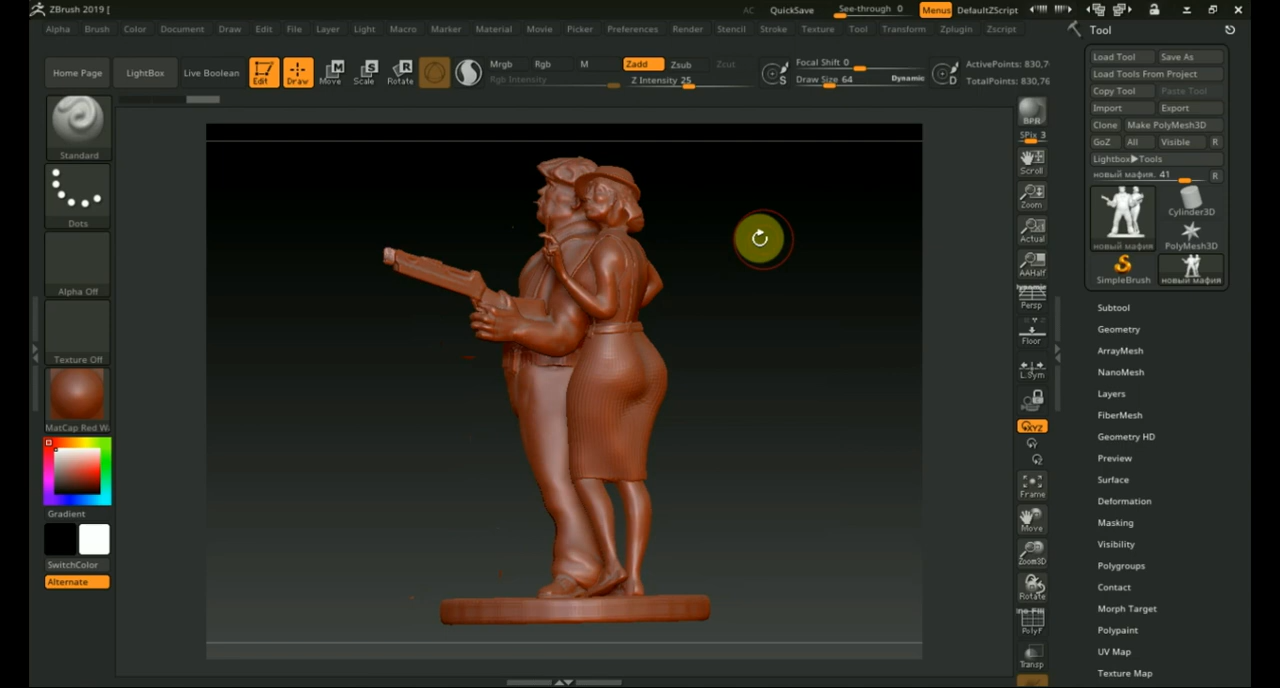 ZBrush 2019 [
AC QuickSave See-through 0 Menus DefaultZScript
Alpha Brush Color Document Draw Edit File Layer Light Macro Marker Material Movie Picker Preferences Render Stencil Stroke Texture Tool Transform Zplugin Zscript
Tool
Home Page LightBox Live Boolean Edit Draw Move Scale Rotate
Mrgb Rgb M Zadd Zsub Zcut
Rgb Intensity Z Intensity 25
Focal Shift 0
Draw Size 64 Dynamic
S
D
ActivePoints: 830,7
TotalPoints: 830,76
Load Tool Save As
Load Tools From Project
Copy Tool Paste Tool
Import Export
Clone Make PolyMesh3D
GoZ All Visible R
Lightbox▶Tools
новый мафия. 41 R
новый мафия
Cylinder3D
PolyMesh3D
SimpleBrush
новый мафия
Subtool
Geometry
ArrayMesh
NanoMesh
Layers
FiberMesh
Geometry HD
Preview
Surface
Deformation
Masking
Visibility
Polygroups
Contact
Morph Target
Polypaint
UV Map
Texture Map
Standard
Dots
Alpha Off
Texture Off
MatCap Red W
Gradient
SwitchColor
Alternate
BPR
SPix 3
Scroll
Zoom
Actual
AAHalf
Persp
Floor
L.Sym
XYZ
Frame
Move
Zoom3D
Rotate
PolyF
Transp